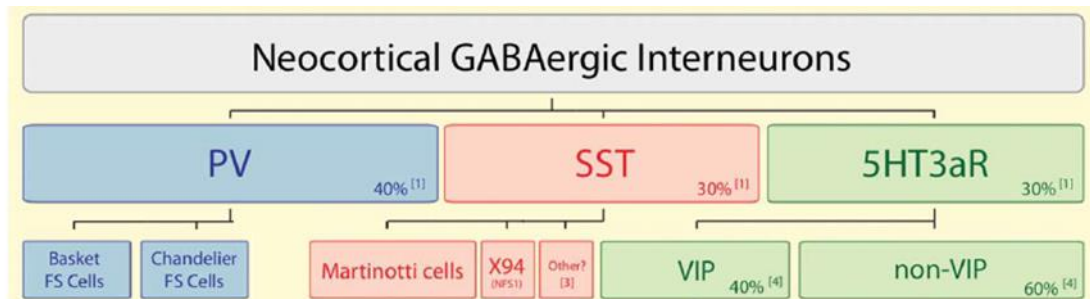 Neocortical GABAergic Interneurons
PV
40% [1]
SST
30% [1]
5HT3aR
30% [1]
Basket
FS Cells
Chandelier
FS Cells
Martinotti cells
X94
(NFS1)
Other?
[3]
VIP
40% [4]
non-VIP
60% [4]